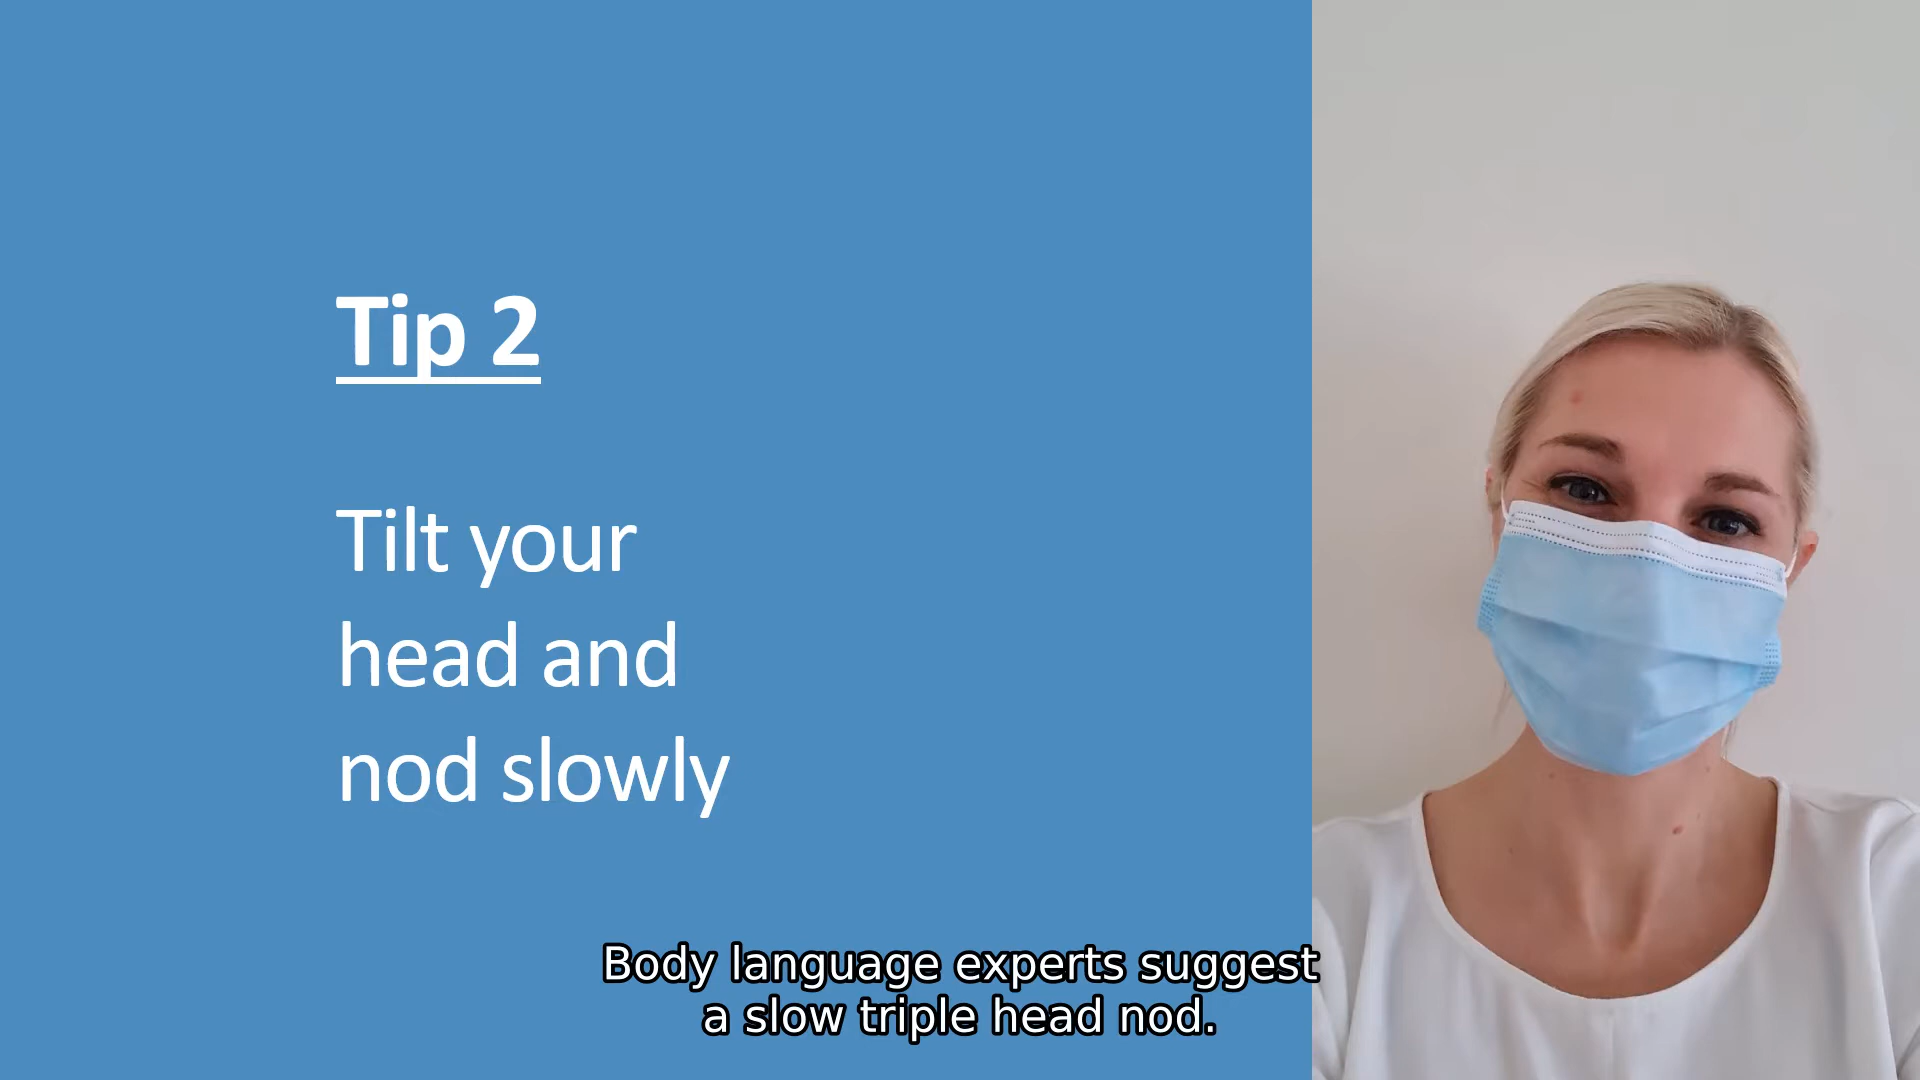 Tip 2
Tilt your
head and
nod slowly
Body language experts suggest
a slow triple head nod.